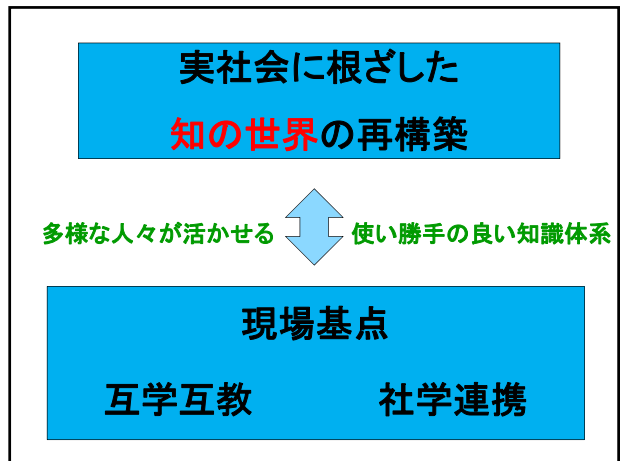 実社会に根ざした
知の世界の再構築
多様な人々が活かせる 使い勝手の良い知識体系
現場基点
互学互教 社学連携